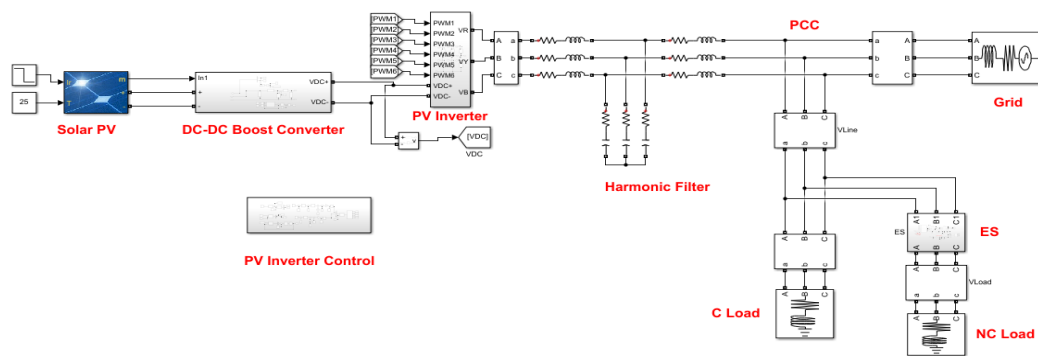 PWM1
PWM2
PWM3
PWM4
PWM5
PWM6
PWM1
PWM2
PWM3
PWM4
PWM5
PWM6
VDC+
VDC-
VR
VY
VB
PV Inverter
A
B
C
a
b
c
PCC
a
b
c
A
B
C
A
B
C
Grid
25
Ir
T
m
+
-
Solar PV
In1
+
-
VDC+
VDC-
DC-DC Boost Converter
+
-
v
[VDC]
VDC
Harmonic Filter
A
B
C
VLine
a
b
c
PV Inverter Control
A1
B1
C1
ES
ES
A
B
C
A
B
C
a
b
c
VLoad
a
b
c
A
B
C
C Load
A
B
C
NC Load